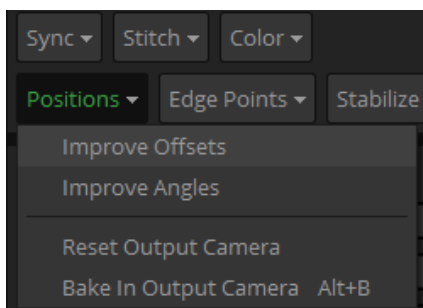 Sync Stitch Color
Positions Edge Points Stabilize
Improve Offsets
Improve Angles
Reset Output Camera
Bake In Output Camera Alt+B